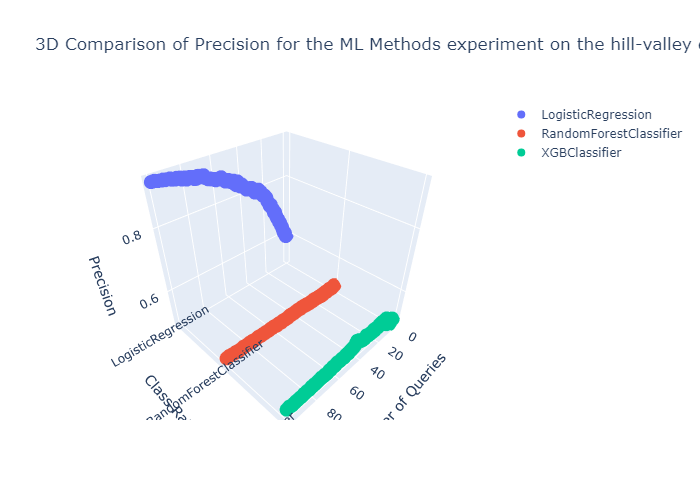 3D Comparison of Precision for the ML Methods experiment on the hill-valley
LogisticRegression
RandomForestClassifier
XGBClassifier
0.8
0.6
Precision
LogisticRegression
RandomForestClassifier
0
20
40
60
80
of Queries